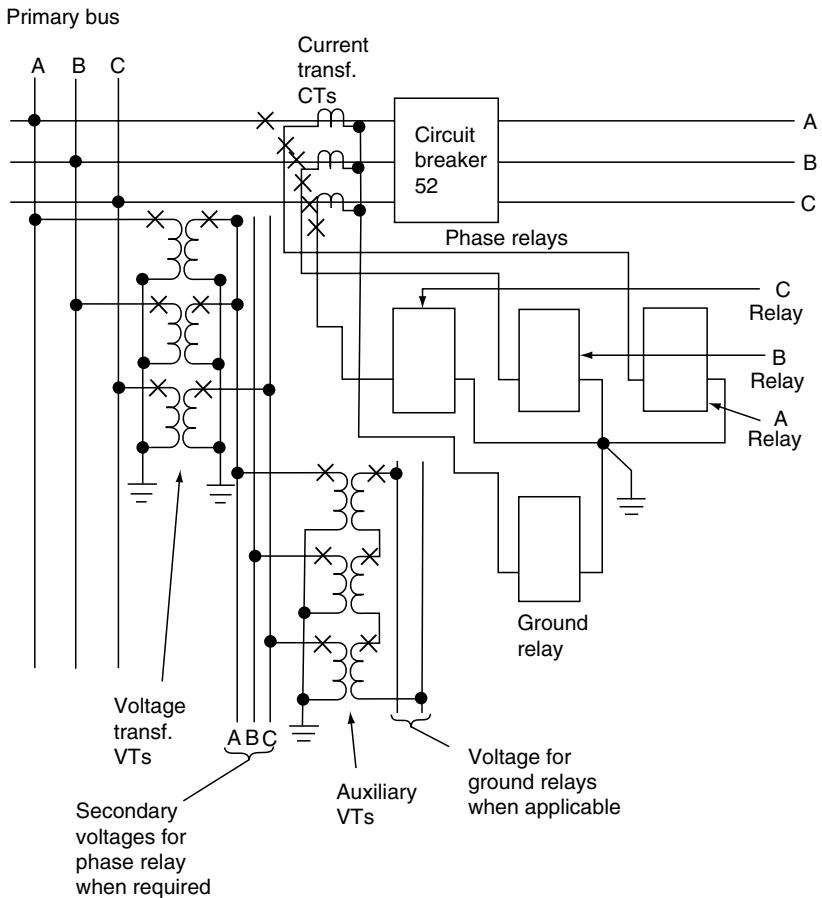 Primary bus
A B C
Current
transf.
CTs
Circuit
breaker
52
A
B
C
Phase relays
C
Relay
B
Relay
A
Relay
Ground
relay
Voltage
transf.
VTs
A B C
Auxiliary
VTs
Voltage for
ground relays
when applicable
Secondary
voltages for
phase relay
when required